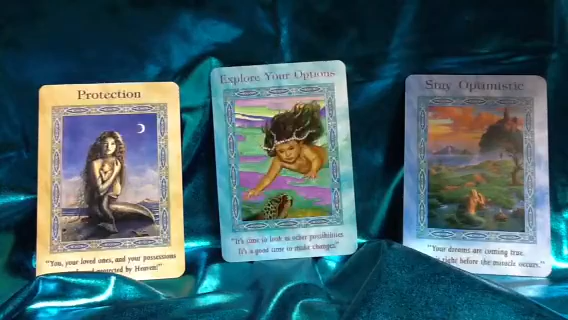 Protection
"You, your loved ones, and your possessions
protected by Heaven!"
Explore Your Options
"It's time to look at other possibilities.
It's a good time to make changes."
Stay Optimistic
"Your dreams are coming true.
right before the miracle occurs."